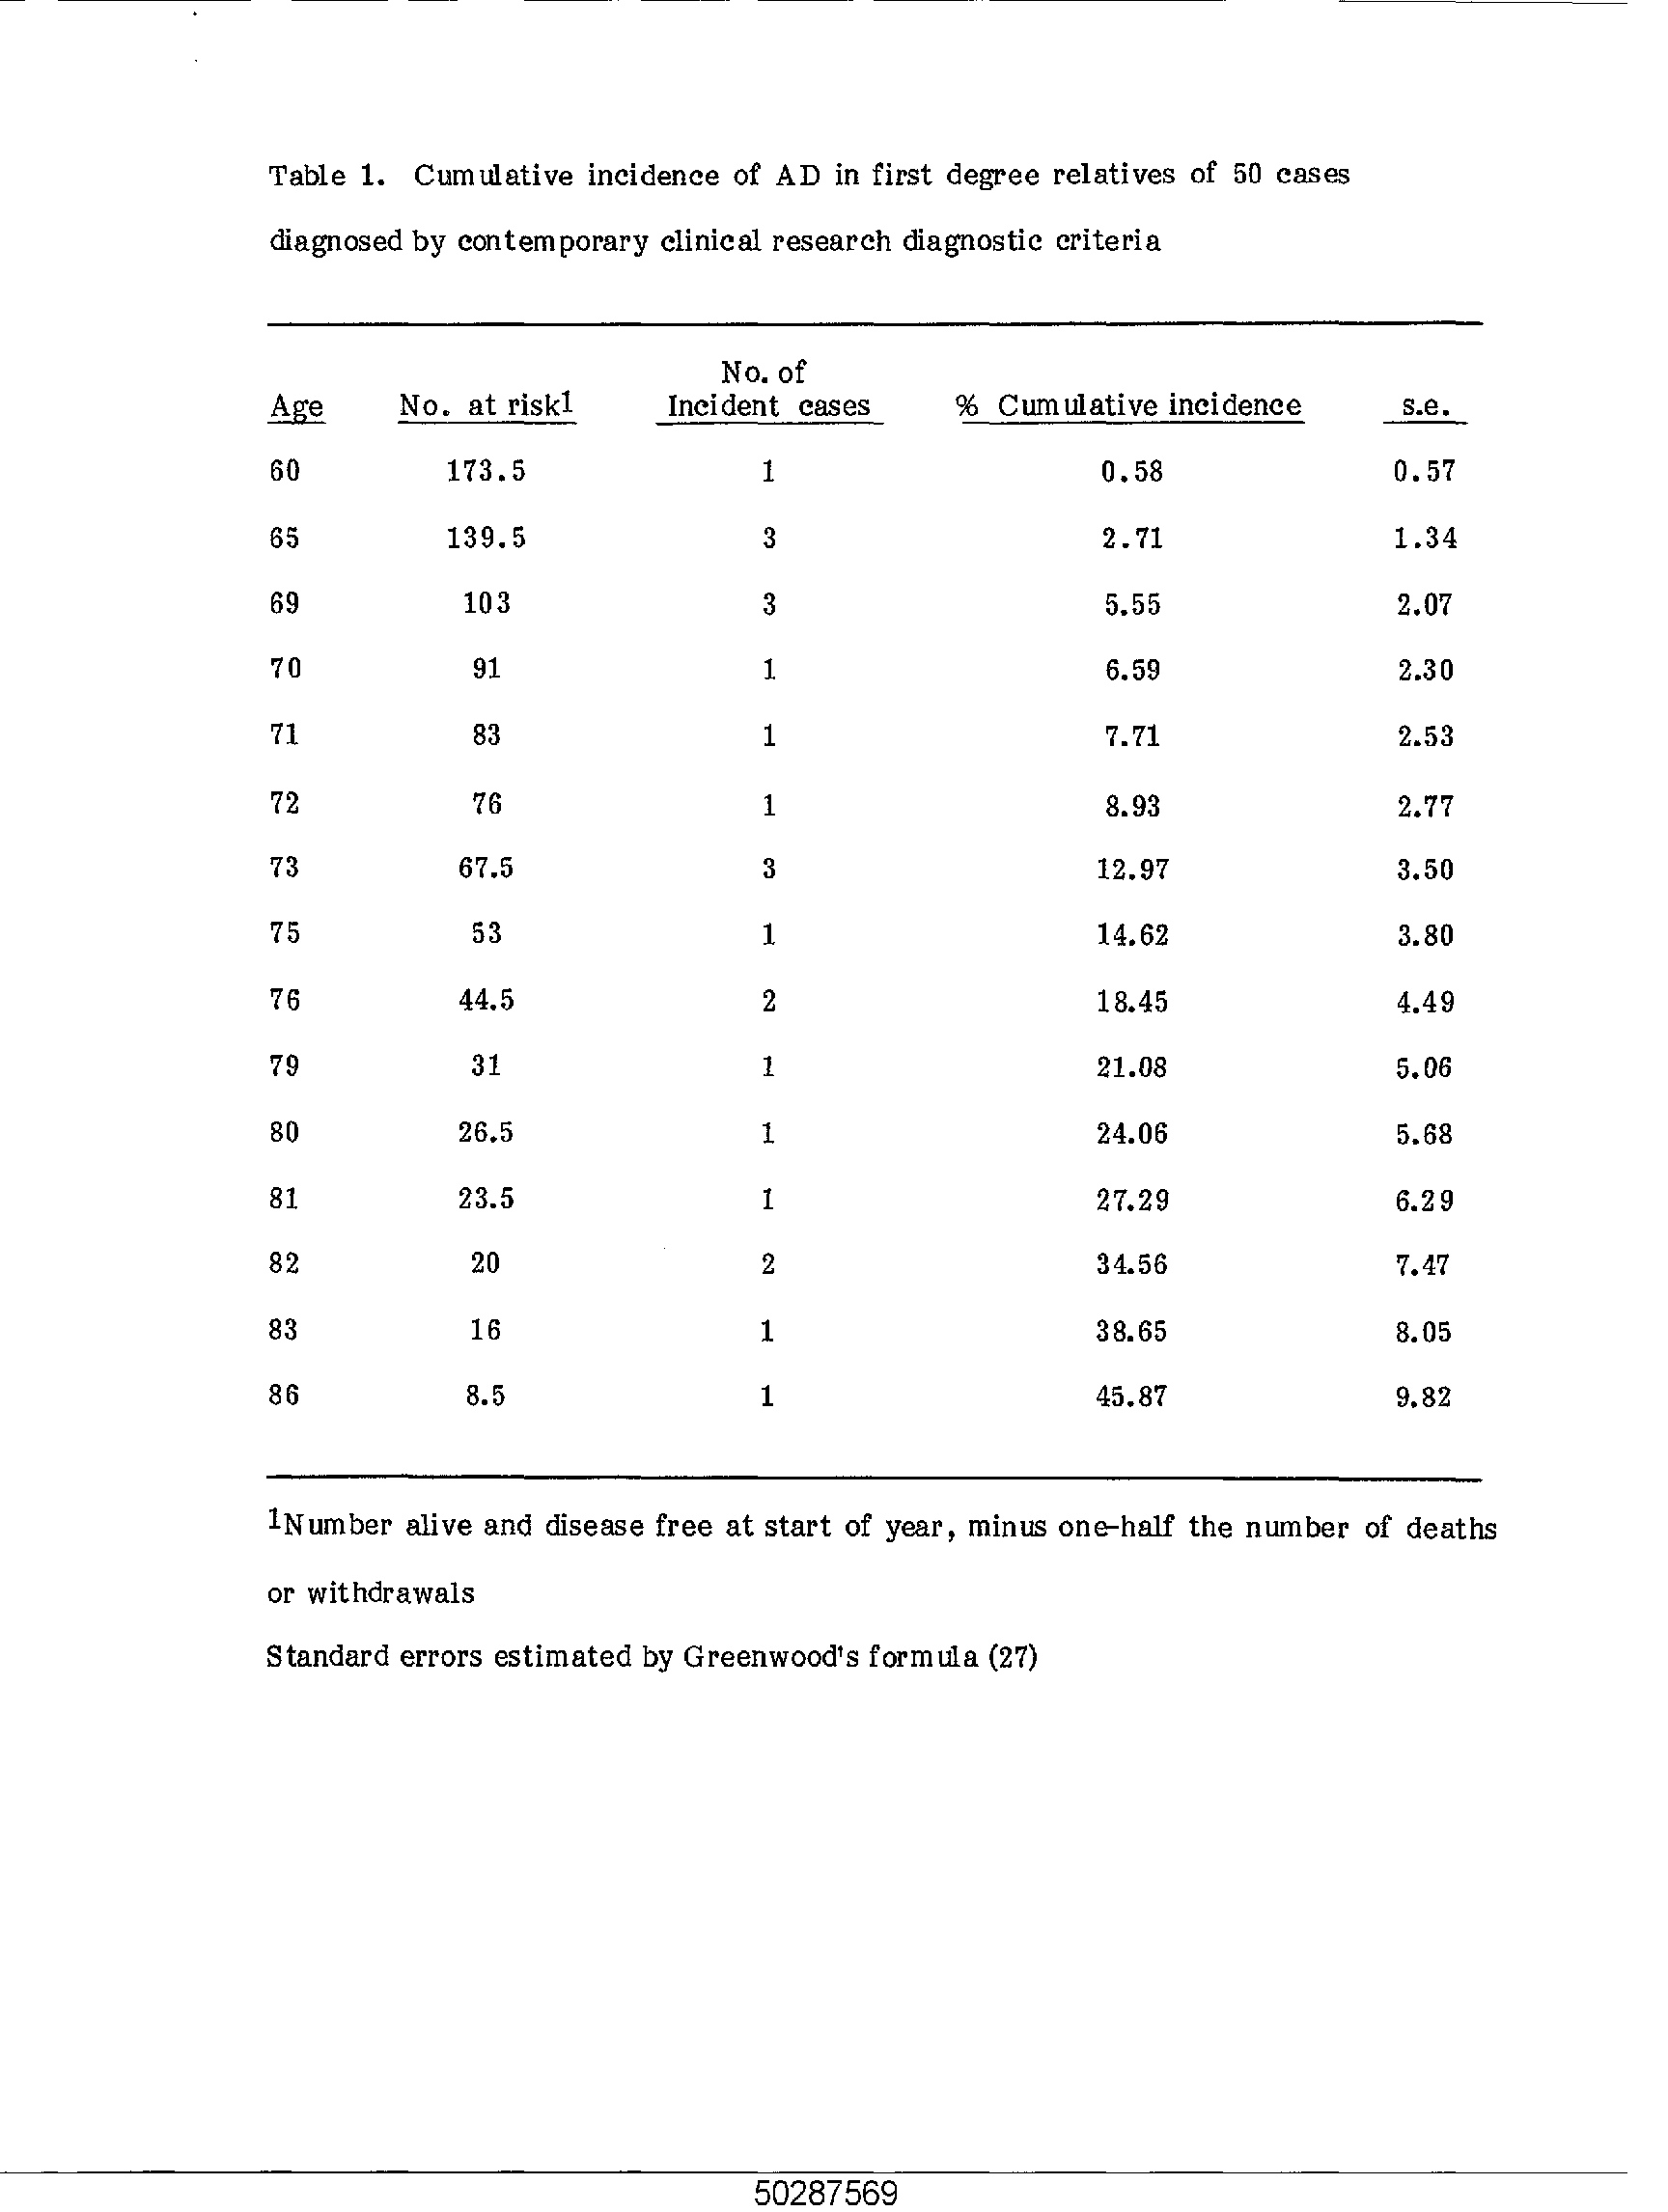 Table 1. Cumulative incidence of AD in first degree relatives of 50 cases
diagnosed by contemporary clinical research diagnostic criteria
No. of
Age No. at risk1 Incident cases % Cumulative incidence s.e.
60 173.5 1 0.58 0.57
65 139.5 3 2.71 1.34
69 103 3 5.55 2.07
70 91 1 6.59 2.30
71 83 1 7.71 2.53
72 76 1 8.93 2.77
73 67.5 3 12.97 3.50
75 53 1 14.62 3.80
76 44.5 2 18.45 4.49
79 31 1 21.08 5.06
80 26.5 1 24.06 5.68
81 23.5 1 27.29 6.29
82 20 2 34.56 7.47
83 16 1 38.65 8.05
86 8.5 1 45.87 9.82
1Number alive and disease free at start of year, minus one-half the number of deaths
or withdrawals
Standard errors estimated by Greenwood's formula (27)
50287569